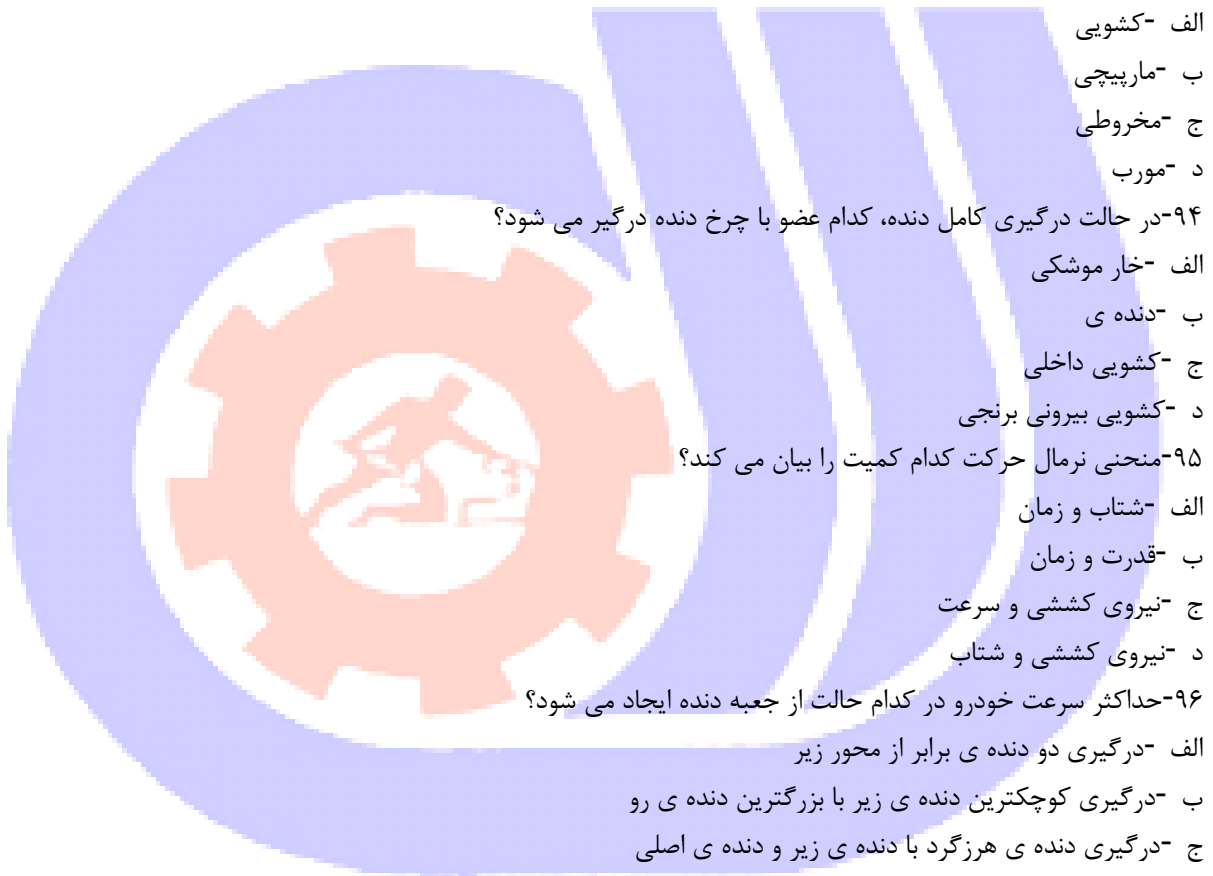 الف -کشویی
ب -مارپیچی
ج -مخروطی
د -مورب
۹۴-در حالت درگیری کامل دنده، کدام عضو با چرخ دنده درگیر می شود؟
الف -خار موشکی
ب -دنده ی
ج -کشویی داخلی
د -کشویی بیرونی برنجی
۹۵-منحنی نرمال حرکت کدام کمیت را بیان می کند؟
الف -شتاب و زمان
ب -قدرت و زمان
ج -نیروی کششی و سرعت
د -نیروی کششی و شتاب
۹۶-حداکثر سرعت خودرو در کدام حالت از جعبه دنده ایجاد می شود؟
الف -درگیری دو دنده ی برابر از محور زیر
ب -درگیری کوچکترین دنده ی زیر با بزرگترین دنده ی رو
ج -درگیری دنده ی هرزگرد با دنده ی زیر و دنده ی اصلی